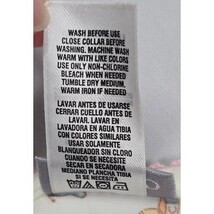 WASH BEFORE USE
CLOSE COLLAR BEFORE
WASHING. MACHINE WASH
WARM WITH LIKE COLORS
USE ONLY NON-CHLORINE
BLEACH WHEN NEEDED
TUMBLE DRY MEDIUM.
WARM IRON IF NEEDED
LAVAR ANTES DE USARSE
CERRAR CUELLO ANTES DE
LAVAR. LAVAR EN
LAVADORA EN AGUA TIBIA
CON COLORES SIMILARES
USAR SOLAMENTE
BLANQUEADOR SIN CLORO
CUANDO SE NECESITE
SECAR EN SECADORA
MEDIANO PLANCHA TIBIA
SI SE NECESITA